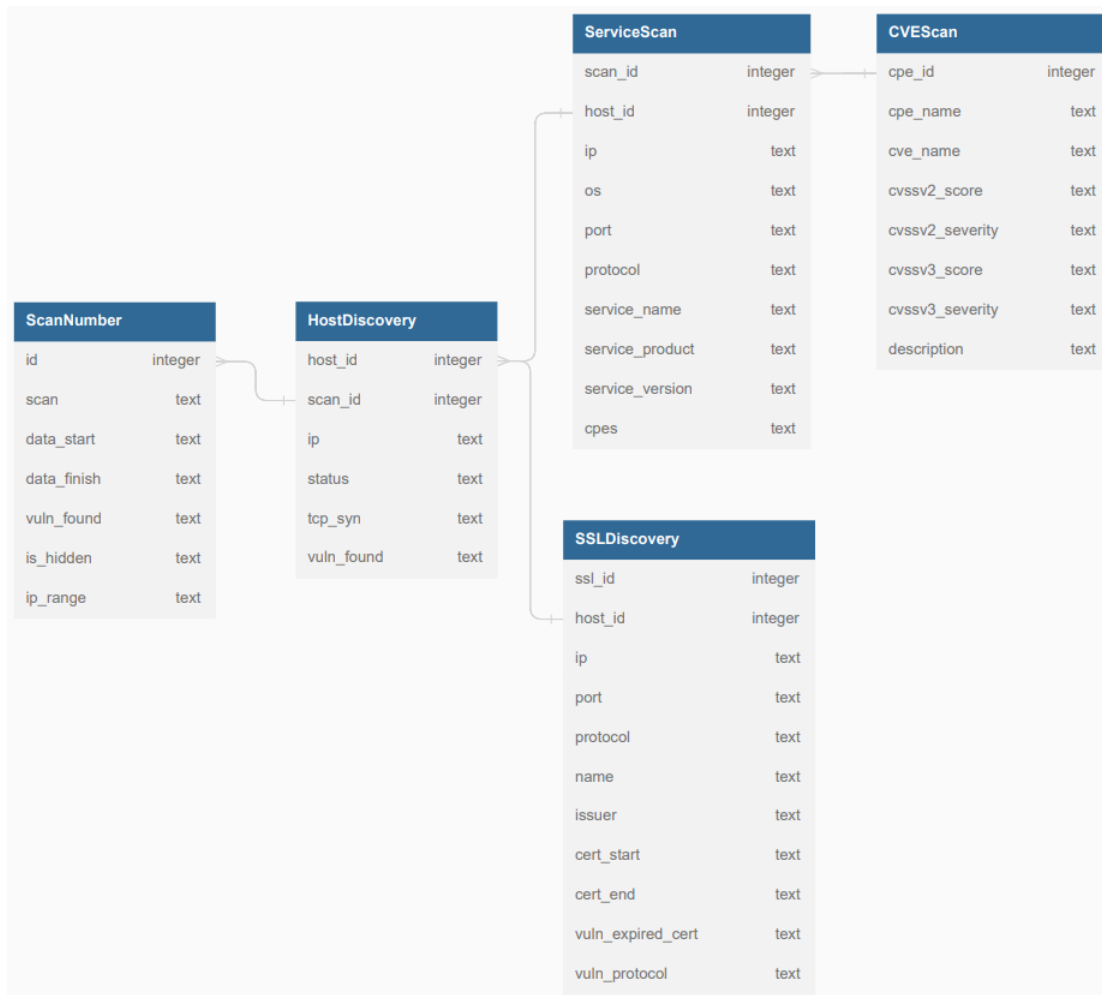 ServiceScan
scan_id integer
host_id integer
ip text
os text
port text
protocol text
service_name text
service_product text
service_version text
cpes text
CVEScan
cpe_id integer
cpe_name text
cve_name text
cvssv2_score text
cvssv2_severity text
cvssv3_score text
cvssv3_severity text
description text
ScanNumber
id integer
scan text
data_start text
data_finish text
vuln_found text
is_hidden text
ip_range text
HostDiscovery
host_id integer
scan_id integer
ip text
status text
tcp_syn text
vuln_found text
SSLDiscovery
ssl_id integer
host_id integer
ip text
port text
protocol text
name text
issuer text
cert_start text
cert_end text
vuln_expired_cert text
vuln_protocol text